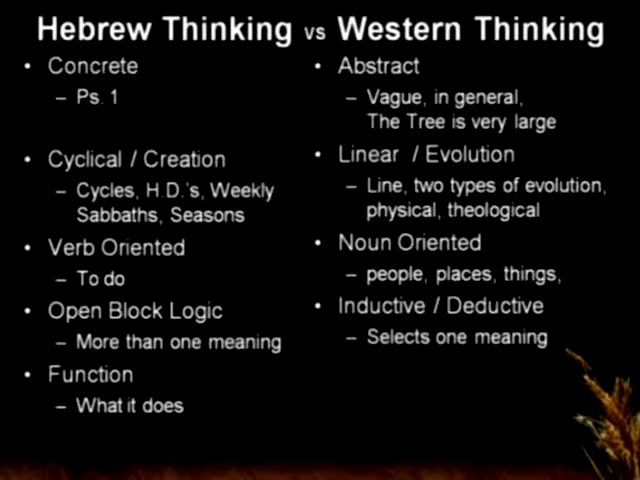 Hebrew Thinking vs Western Thinking
• Concrete
– Ps. 1
• Cyclical / Creation
– Cycles, H.D.'s, Weekly
Sabbaths, Seasons
• Verb Oriented
– To do
• Open Block Logic
– More than one meaning
• Function
– What it does
• Abstract
– Vague, in general,
The Tree is very large
• Linear / Evolution
– Line, two types of evolution,
physical, theological
• Noun Oriented
– people, places, things,
• Inductive / Deductive
– Selects one meaning